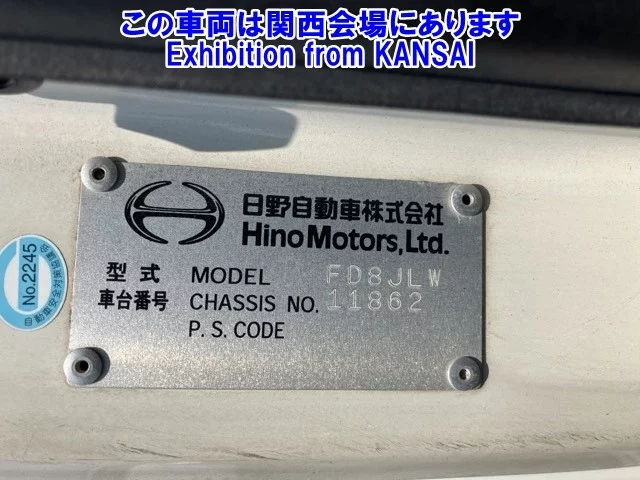 この車両は関西会場にあります
Exhibition from KANSAI
日野自動車株式会社
Hino Motors, Ltd.
型式 MODEL FD8JLW
車台番号 CHASSIS NO. 11862
P.S.CODE
No.2245